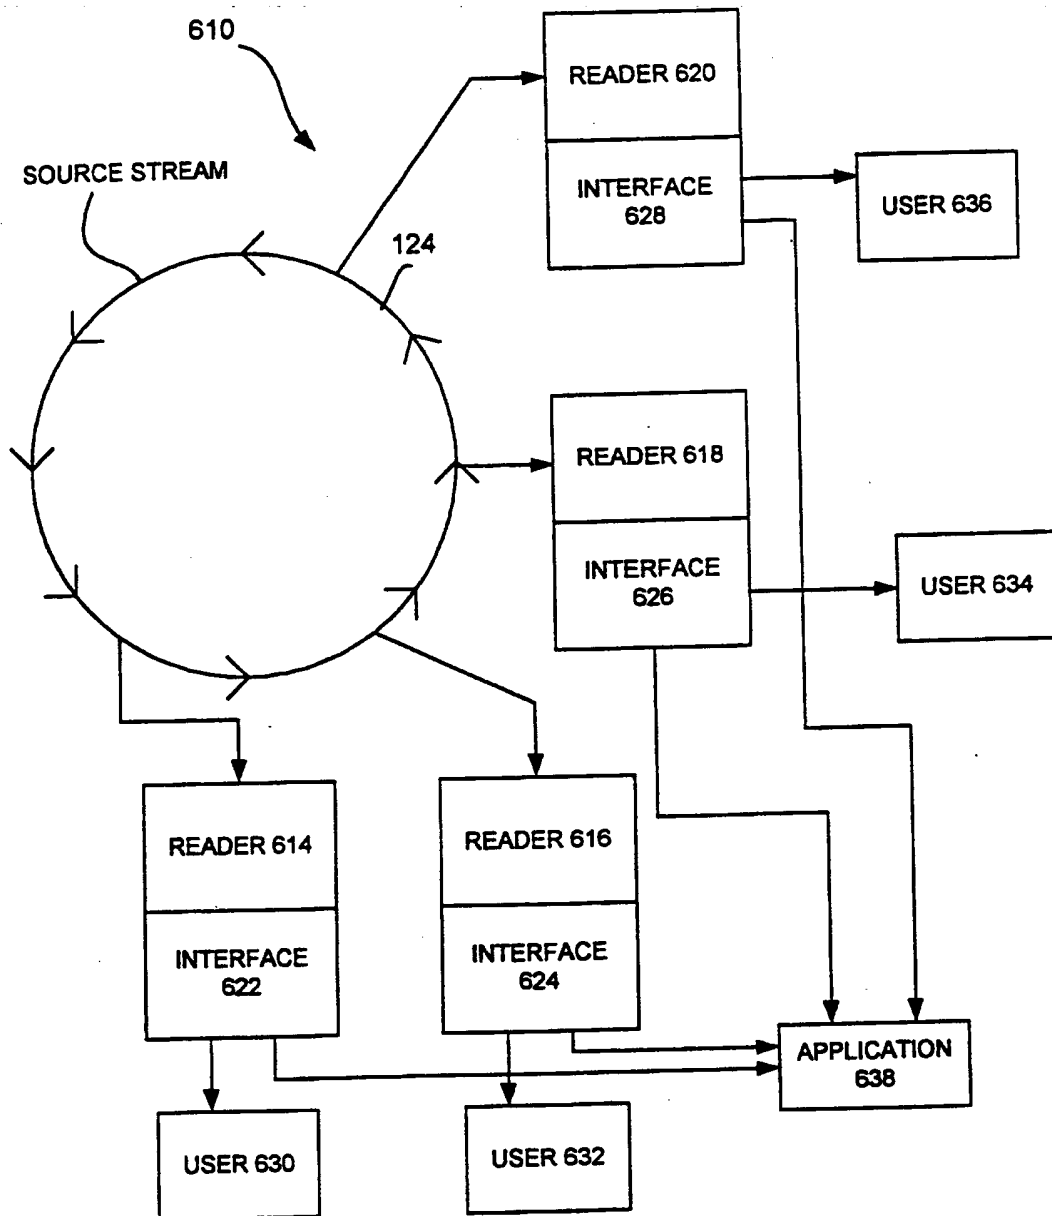 610
READER 620
SOURCE STREAM
INTERFACE
628
USER 636
124
READER 618
INTERFACE
626
USER 634
READER 614
READER 616
INTERFACE
622
INTERFACE
624
APPLICATION
638
USER 630
USER 632